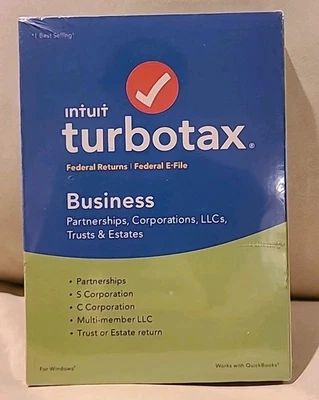 #1 Best Selling!
ıntuıt
turbotax®
Federal Returns | Federal E-File
Business
Partnerships, Corporations, LLCs,
Trusts & Estates
• Partnerships
• S Corporation
• C Corporation
• Multi-member LLC
• Trust or Estate return
For Windows®
Works with QuickBooks®